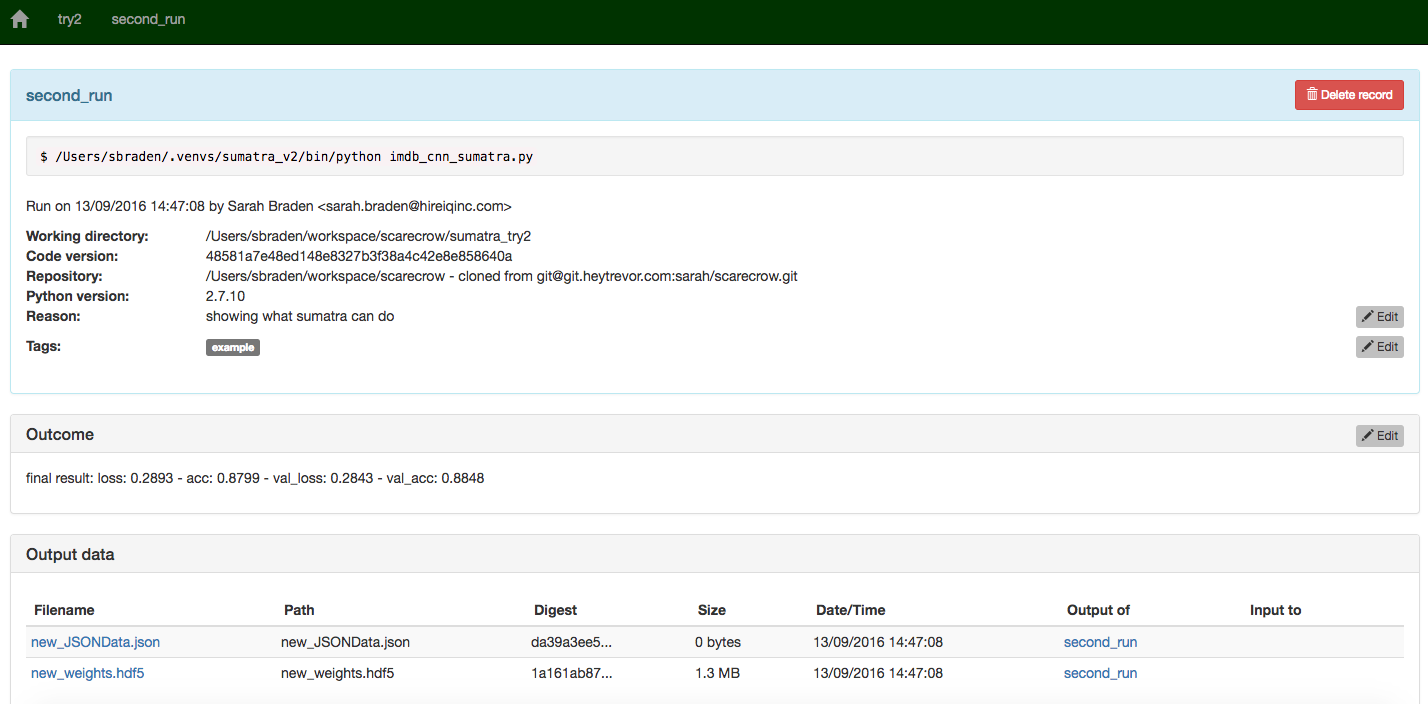 try2 second_run
second_run Delete record
$ /Users/sbraden/.venvs/sumatra_v2/bin/python imdb_cnn_sumatra.py
Run on 13/09/2016 14:47:08 by Sarah Braden <sarah.braden@hireiqinc.com>
Working directory: /Users/sbraden/workspace/scarecrow/sumatra_try2
Code version: 48581a7e48ed148e8327b3f38a4c42e8e858640a
Repository: /Users/sbraden/workspace/scarecrow - cloned from git@git.heytrevor.com:sarah/scarecrow.git
Python version: 2.7.10
Reason: showing what sumatra can do Edit
Tags: example Edit
Outcome Edit
final result: loss: 0.2893 - acc: 0.8799 - val_loss: 0.2843 - val_acc: 0.8848
Output data
Filename Path Digest Size Date/Time Output of Input to
new_JSONData.json new_JSONData.json da39a3ee5... 0 bytes 13/09/2016 14:47:08 second_run
new_weights.hdf5 new_weights.hdf5 1a161ab87... 1.3 MB 13/09/2016 14:47:08 second_run